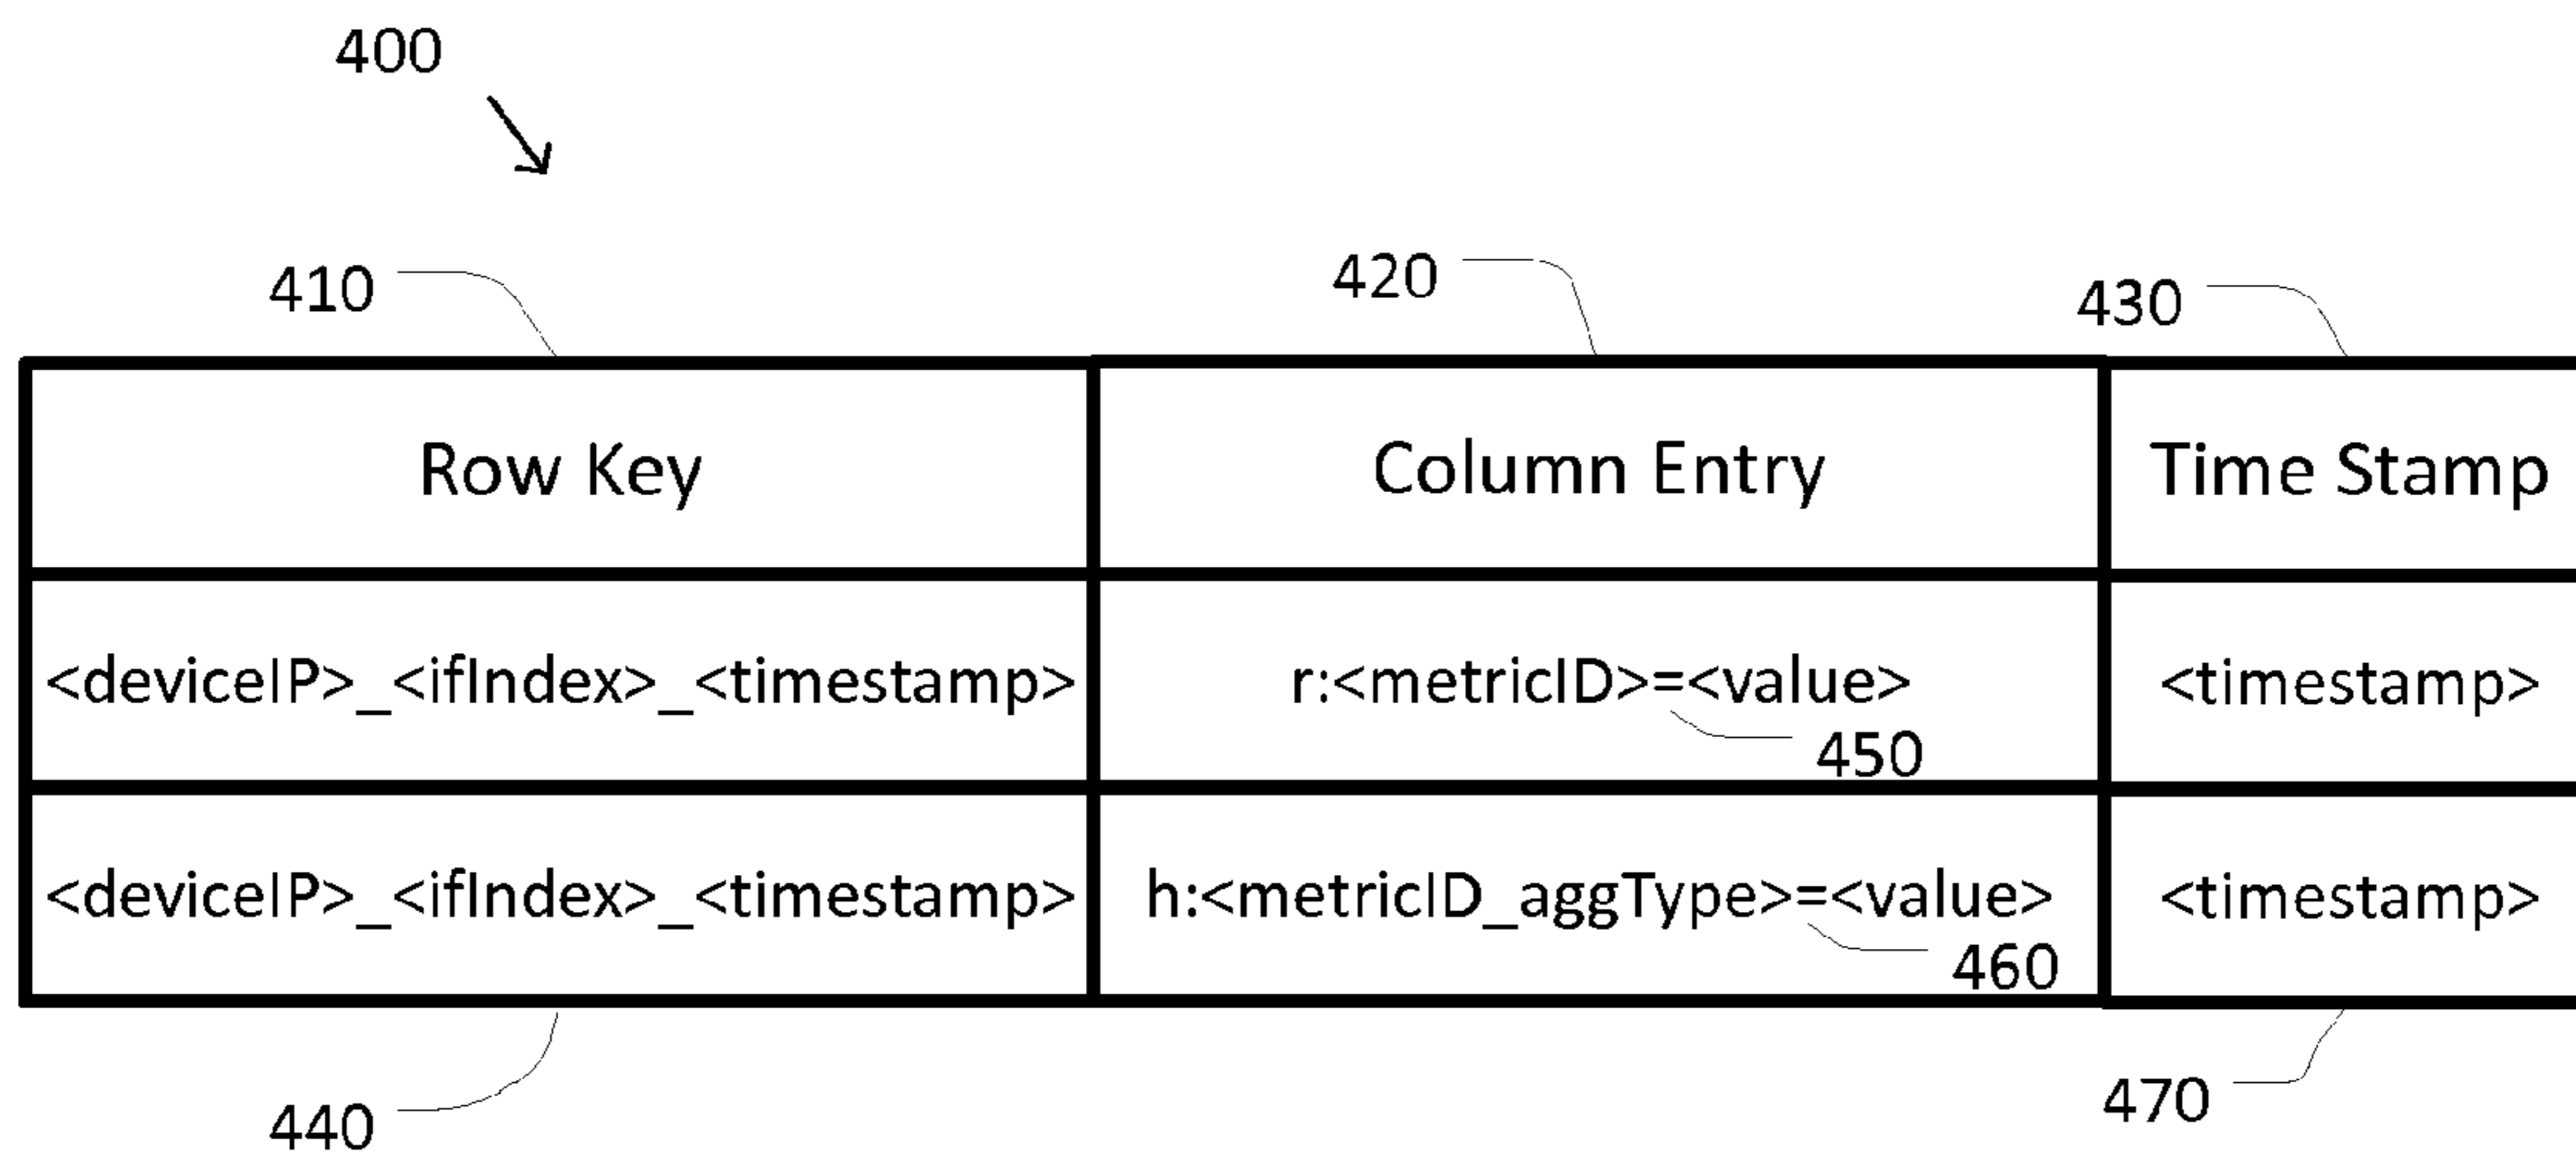 400
410
420
430
Row Key
Column Entry
Time Stamp
<deviceIP>_<ifIndex>_<timestamp>
r:<metricID>=<value>
<timestamp>
450
<deviceIP>_<ifIndex>_<timestamp>
h:<metricID_aggType>=<value>
<timestamp>
460
440
470